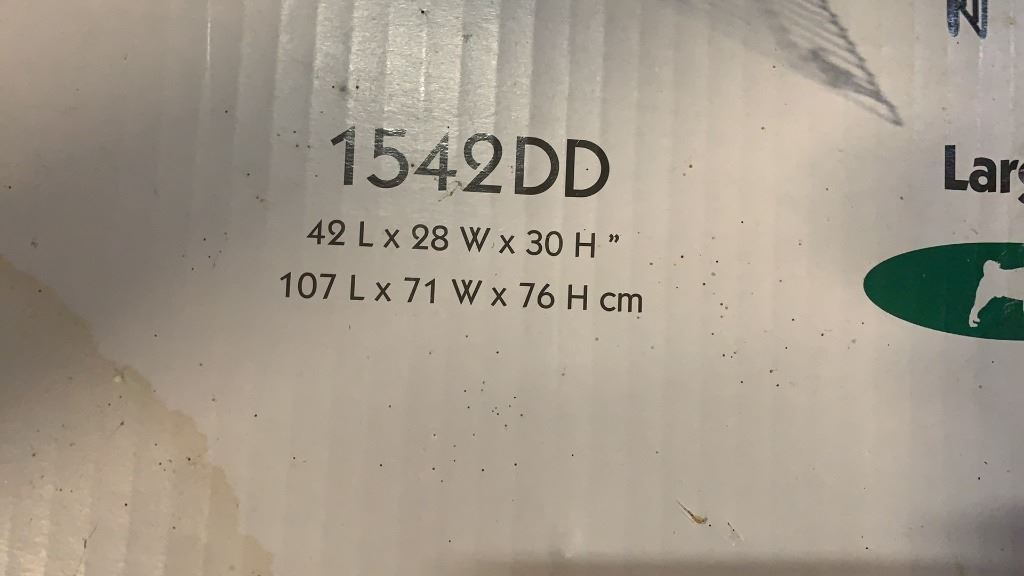 1542DD
42 L x 28 W x 30 H "
107 L x 71 W x 76 H cm